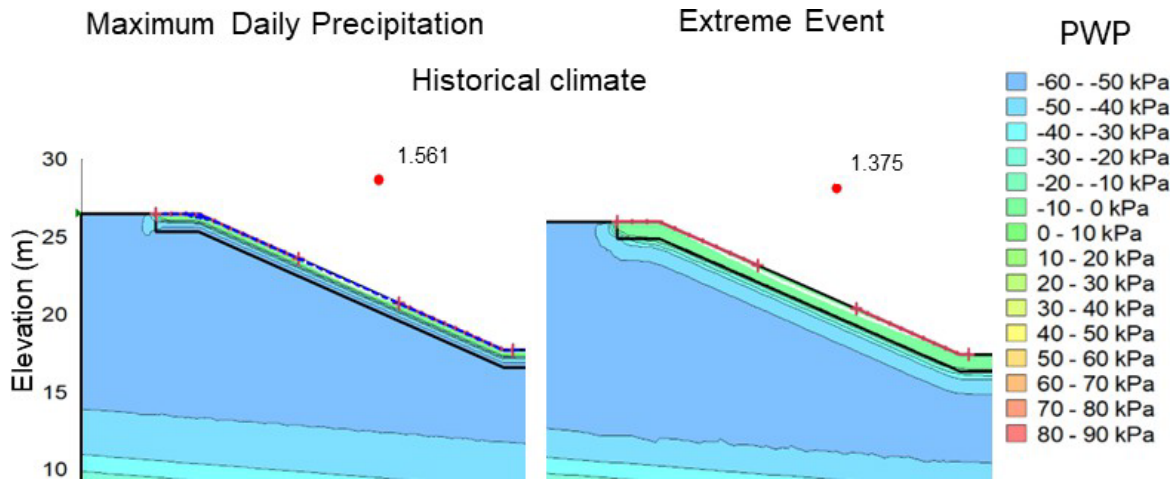 Maximum Daily Precipitation
Extreme Event
PWP
Historical climate
-60 - -50 kPa
-50 - -40 kPa
-40 - -30 kPa
-30 - -20 kPa
-20 - -10 kPa
-10 - 0 kPa
0 - 10 kPa
10 - 20 kPa
20 - 30 kPa
30 - 40 kPa
40 - 50 kPa
50 - 60 kPa
60 - 70 kPa
70 - 80 kPa
80 - 90 kPa
Elevation (m)
30
25
20
15
10
1.561
1.375